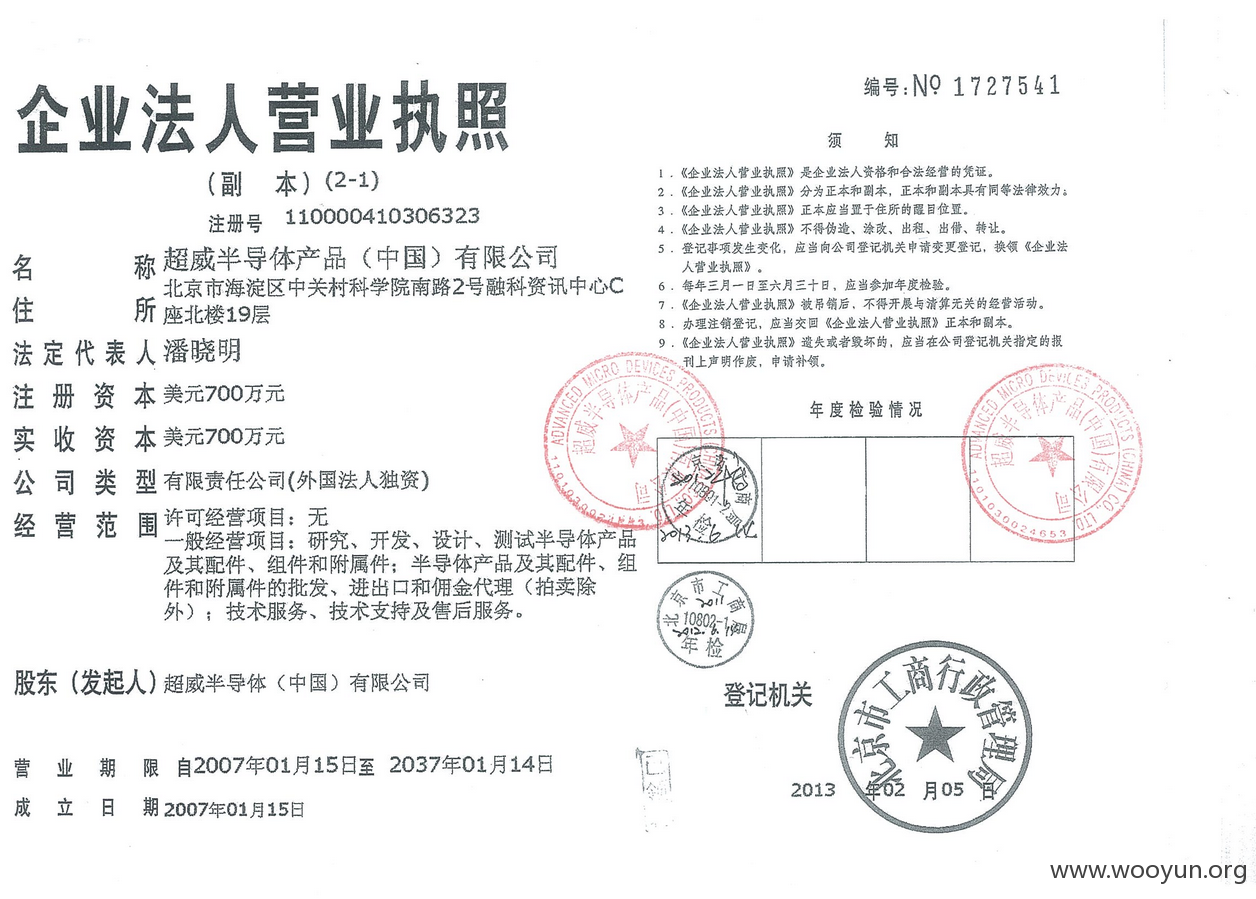 企业法人营业执照
(副 本) (2-1)
注册号 110000410306323
名 称 超威半导体产品（中国）有限公司
住 所 北京市海淀区中关村科学院南路2号融科资讯中心C
座北楼19层
法定代表人 潘晓明
注册资本 美元700万元
实收资本 美元700万元
公司类型 有限责任公司(外国法人独资)
经营范围 许可经营项目：无
一般经营项目：研究、开发、设计、测试半导体产品
及其配件、组件和附属件；半导体产品及其配件、组
件和附属件的批发、进出口和佣金代理（拍卖除
外）；技术服务、技术支持及售后服务。
股东（发起人） 超威半导体（中国）有限公司
营业期限 自2007年01月15日至 2037年01月14日
成立日期 2007年01月15日
编号:№ 1727541
须 知
1．《企业法人营业执照》是企业法人资格和合法经营的凭证。
2．《企业法人营业执照》分为正本和副本，正本和副本具有同等法律效力。
3．《企业法人营业执照》正本应当置于住所的醒目位置。
4．《企业法人营业执照》不得伪造、涂改、出租、出借、转让。
5．登记事项发生变化，应当向公司登记机关申请变更登记，换领《企业法
人营业执照》。
6．每年三月一日至六月三十日，应当参加年度检验。
7．《企业法人营业执照》被吊销后，不得开展与清算无关的经营活动。
8．办理注销登记，应当交回《企业法人营业执照》正本和副本。
9．《企业法人营业执照》遗失或者毁坏的，应当在公司登记机关指定的报
刊上声明作废，申请补领。
年度检验情况
ADVANCED MICRO DEVICES PRODUCTS (CHINA) CO., LTD
超威半导体产品(中国)有限公司
1101030024653
ADVANCED MICRO DEVICES PRODUCTS (CHINA) CO., LTD
超威半导体产品(中国)有限公司
1101030024653
北京市工商局
2011
10802-1
年检
登记机关
北京市工商行政管理局
2013 年02 月05 日
www.wooyun.org